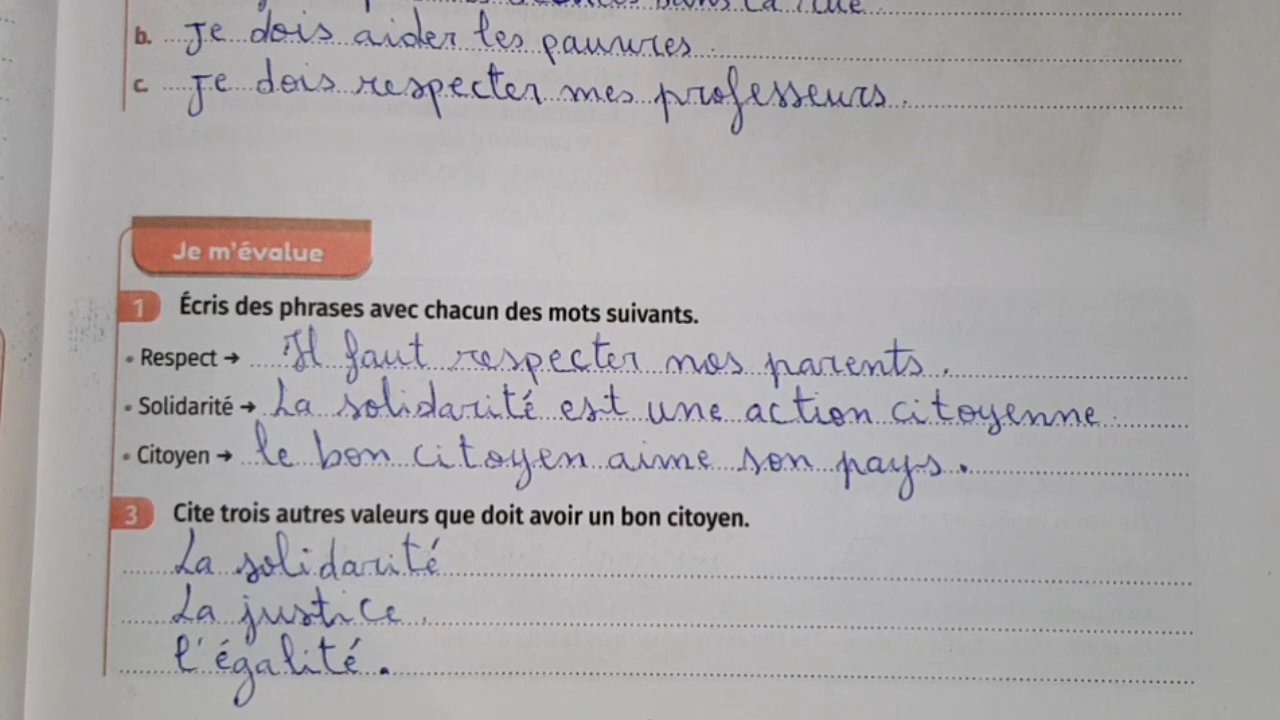 dans la rue
b. Je dois aider les pauvres.
c. Je dois respecter mes professeurs.
Je m'évalue
1 Écris des phrases avec chacun des mots suivants.
• Respect → Il faut respecter nos parents.
• Solidarité → La solidarité est une action citoyenne.
• Citoyen → le bon citoyen aime son pays.
3 Cite trois autres valeurs que doit avoir un bon citoyen.
La solidarité
La justice.
l'égalité.